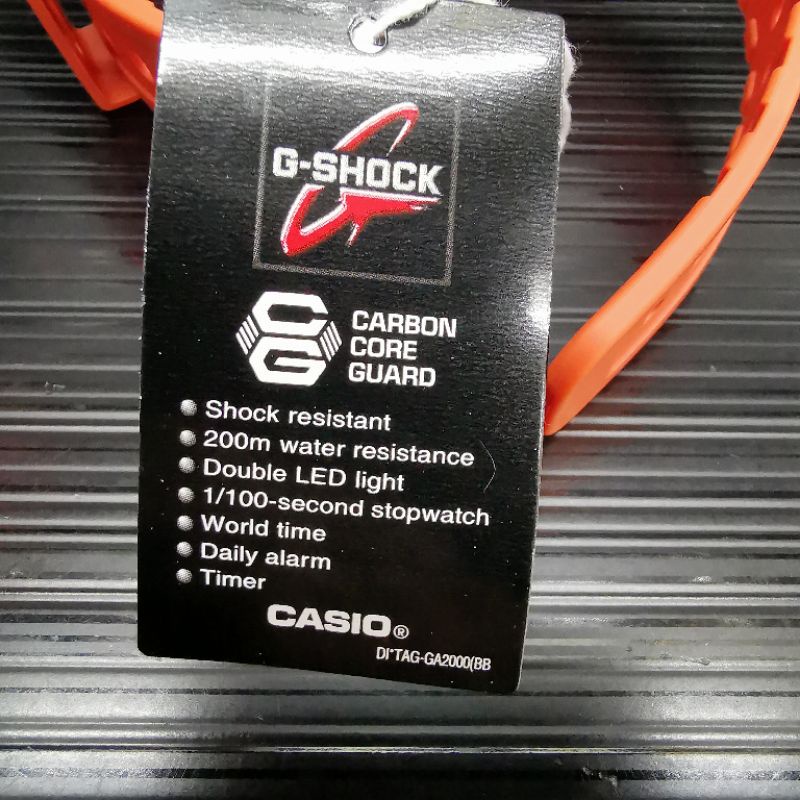 G-SHOCK
CG
CARBON
CORE
GUARD
Shock resistant
200m water resistance
Double LED light
1/100-second stopwatch
World time
Daily alarm
Timer
CASIO®
DI*TAG-GA2000(BB